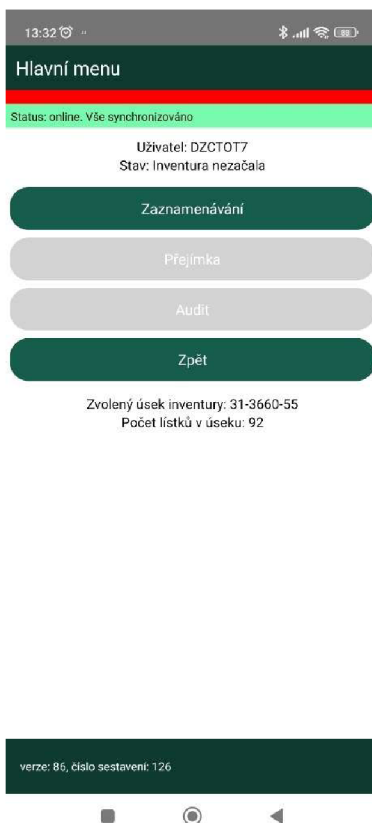 13:32
Hlavní menu
Status: online. Vše synchronizováno
Uživatel: DZCTOT7
Stav: Inventura nezačala
Zaznamenávání
Přejímka
Audit
Zpět
Zvolený úsek inventury: 31-3660-55
Počet lístků v úseku: 92
verze: 86, číslo sestavení: 126